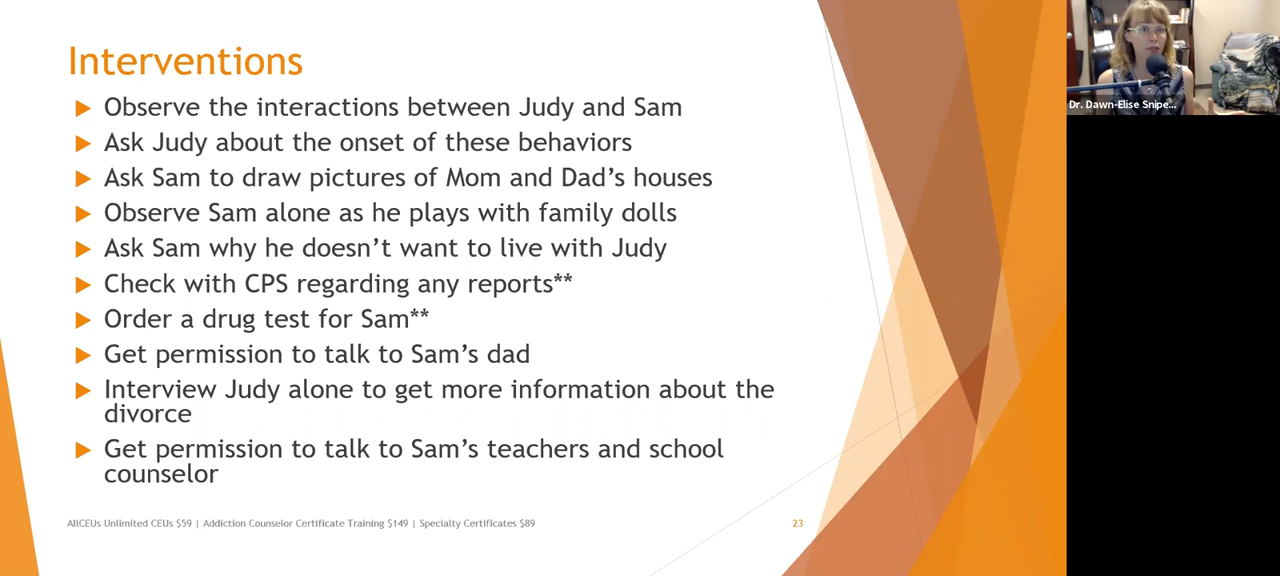 Interventions
Observe the interactions between Judy and Sam
Ask Judy about the onset of these behaviors
Ask Sam to draw pictures of Mom and Dad’s houses
Observe Sam alone as he plays with family dolls
Ask Sam why he doesn’t want to live with Judy
Check with CPS regarding any reports**
Order a drug test for Sam**
Get permission to talk to Sam’s dad
Interview Judy alone to get more information about the
divorce
Get permission to talk to Sam’s teachers and school
counselor
AllCEUs Unlimited CEUs $59 | Addiction Counselor Certificate Training $149 | Specialty Certificates $89
23
Dr. Dawn-Elise Snipe...